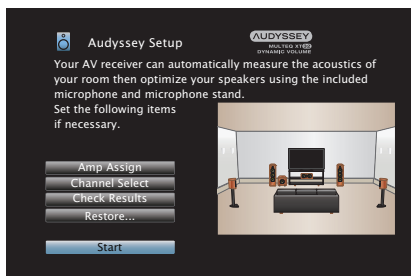 Audyssey Setup
AUDYSSEY
MULTEQ XT32
DYNAMIC VOLUME
Your AV receiver can automatically measure the acoustics of
your room then optimize your speakers using the included
microphone and microphone stand.
Set the following items
if necessary.
Amp Assign
Channel Select
Check Results
Restore...
Start